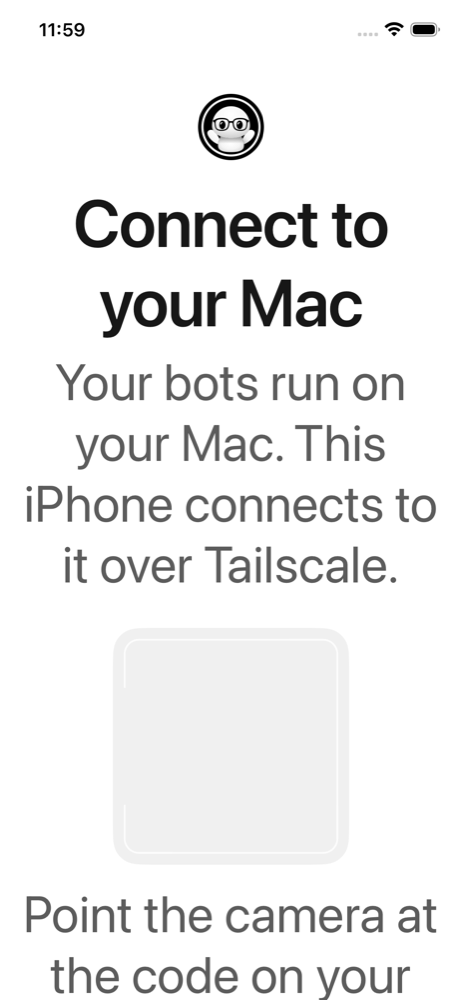 11:59
Connect to
your Mac
Your bots run on
your Mac. This
iPhone connects to
it over Tailscale.
Point the camera at
the code on your